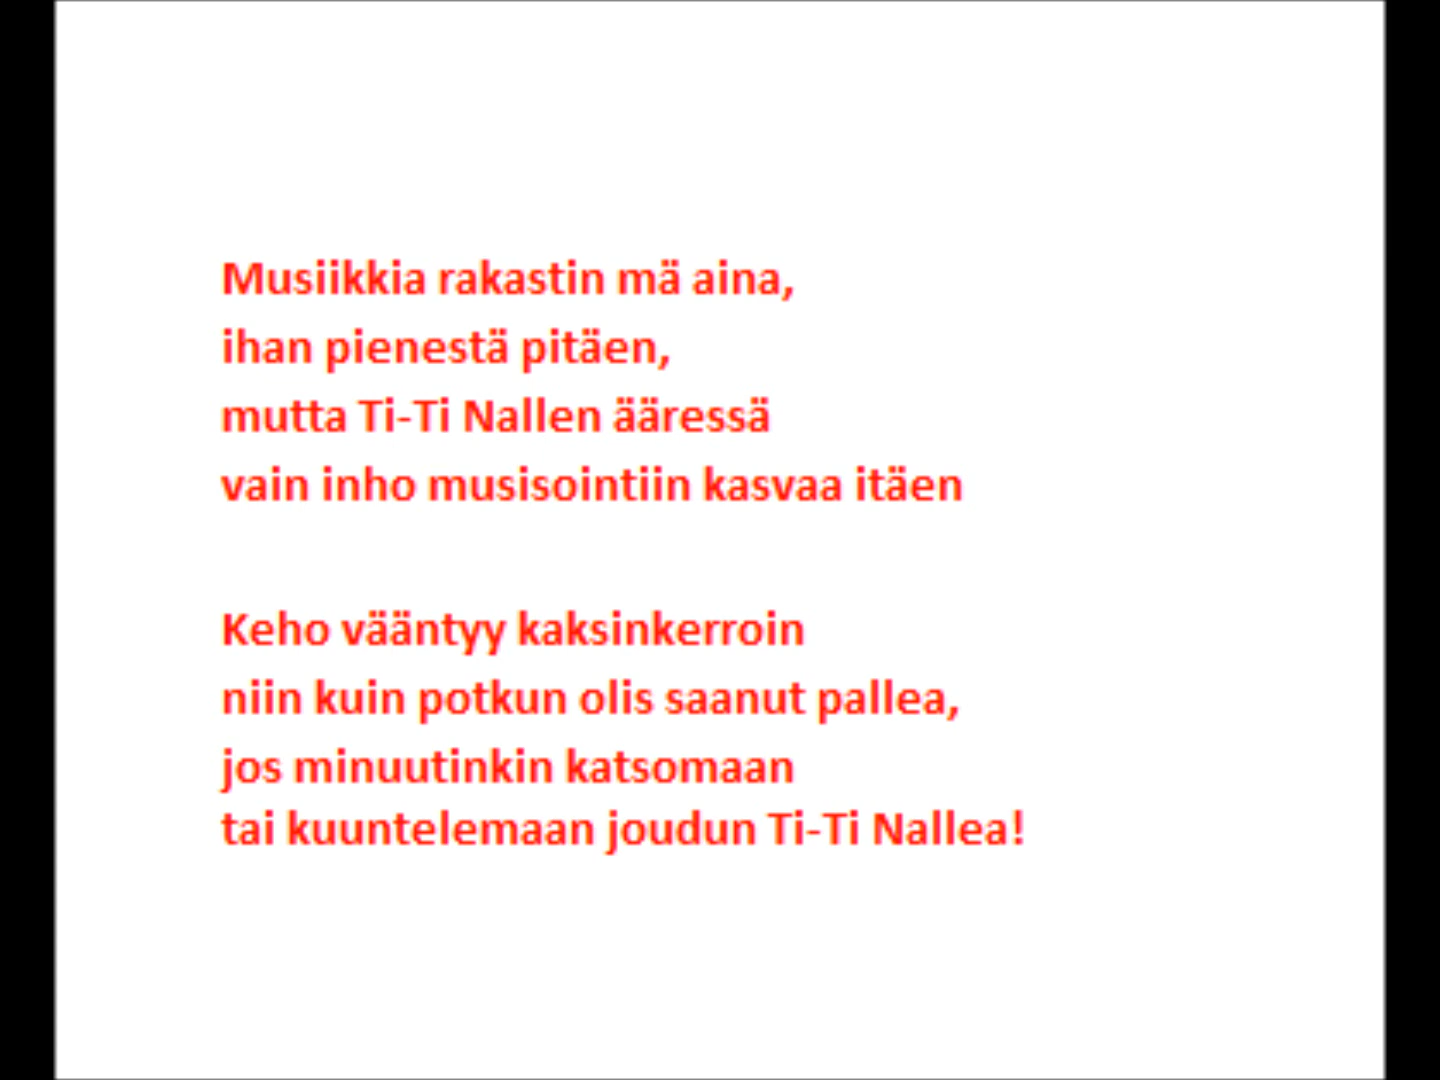 Musiikkia rakastin mä aina,
ihan pienestä pitäen,
mutta Ti-Ti Nallen ääressä
vain inho musisointiin kasvaa itäen
Keho vääntyy kaksinkerroin
niin kuin potkun olis saanut pallea,
jos minuutinkin katsomaan
tai kuuntelemaan joudun Ti-Ti Nallea!